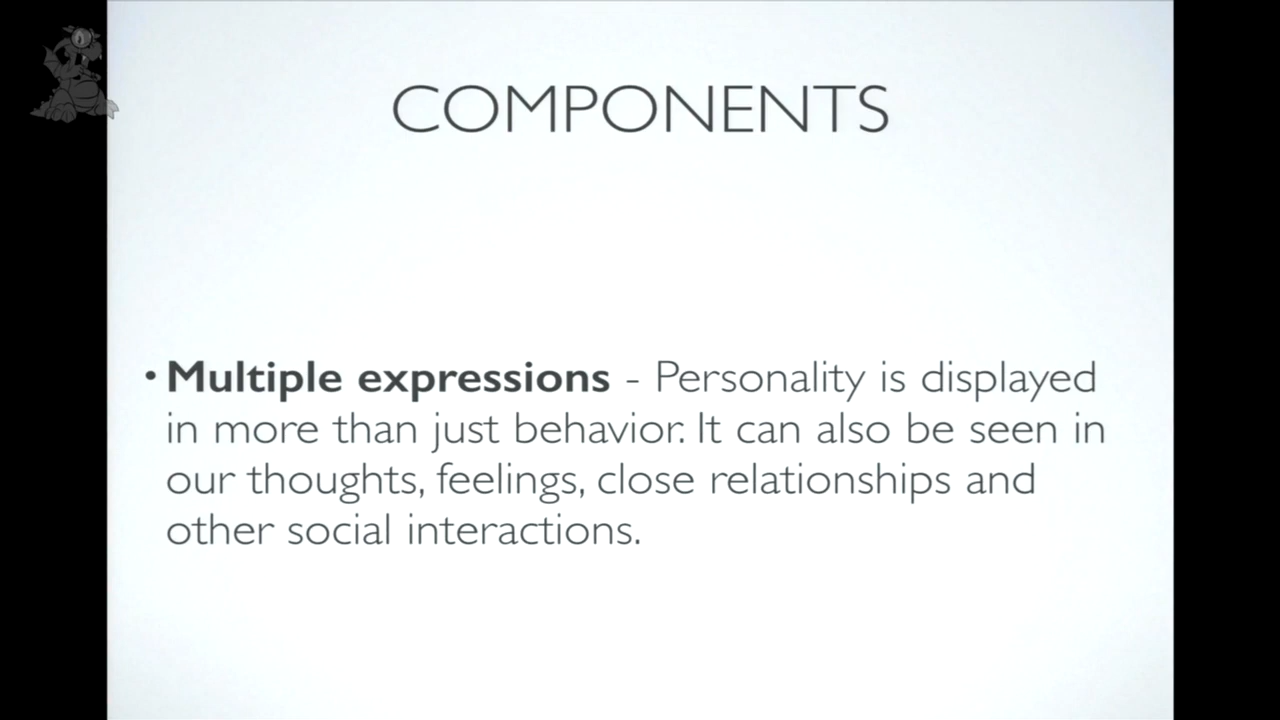 COMPONENTS
• Multiple expressions - Personality is displayed
in more than just behavior. It can also be seen in
our thoughts, feelings, close relationships and
other social interactions.